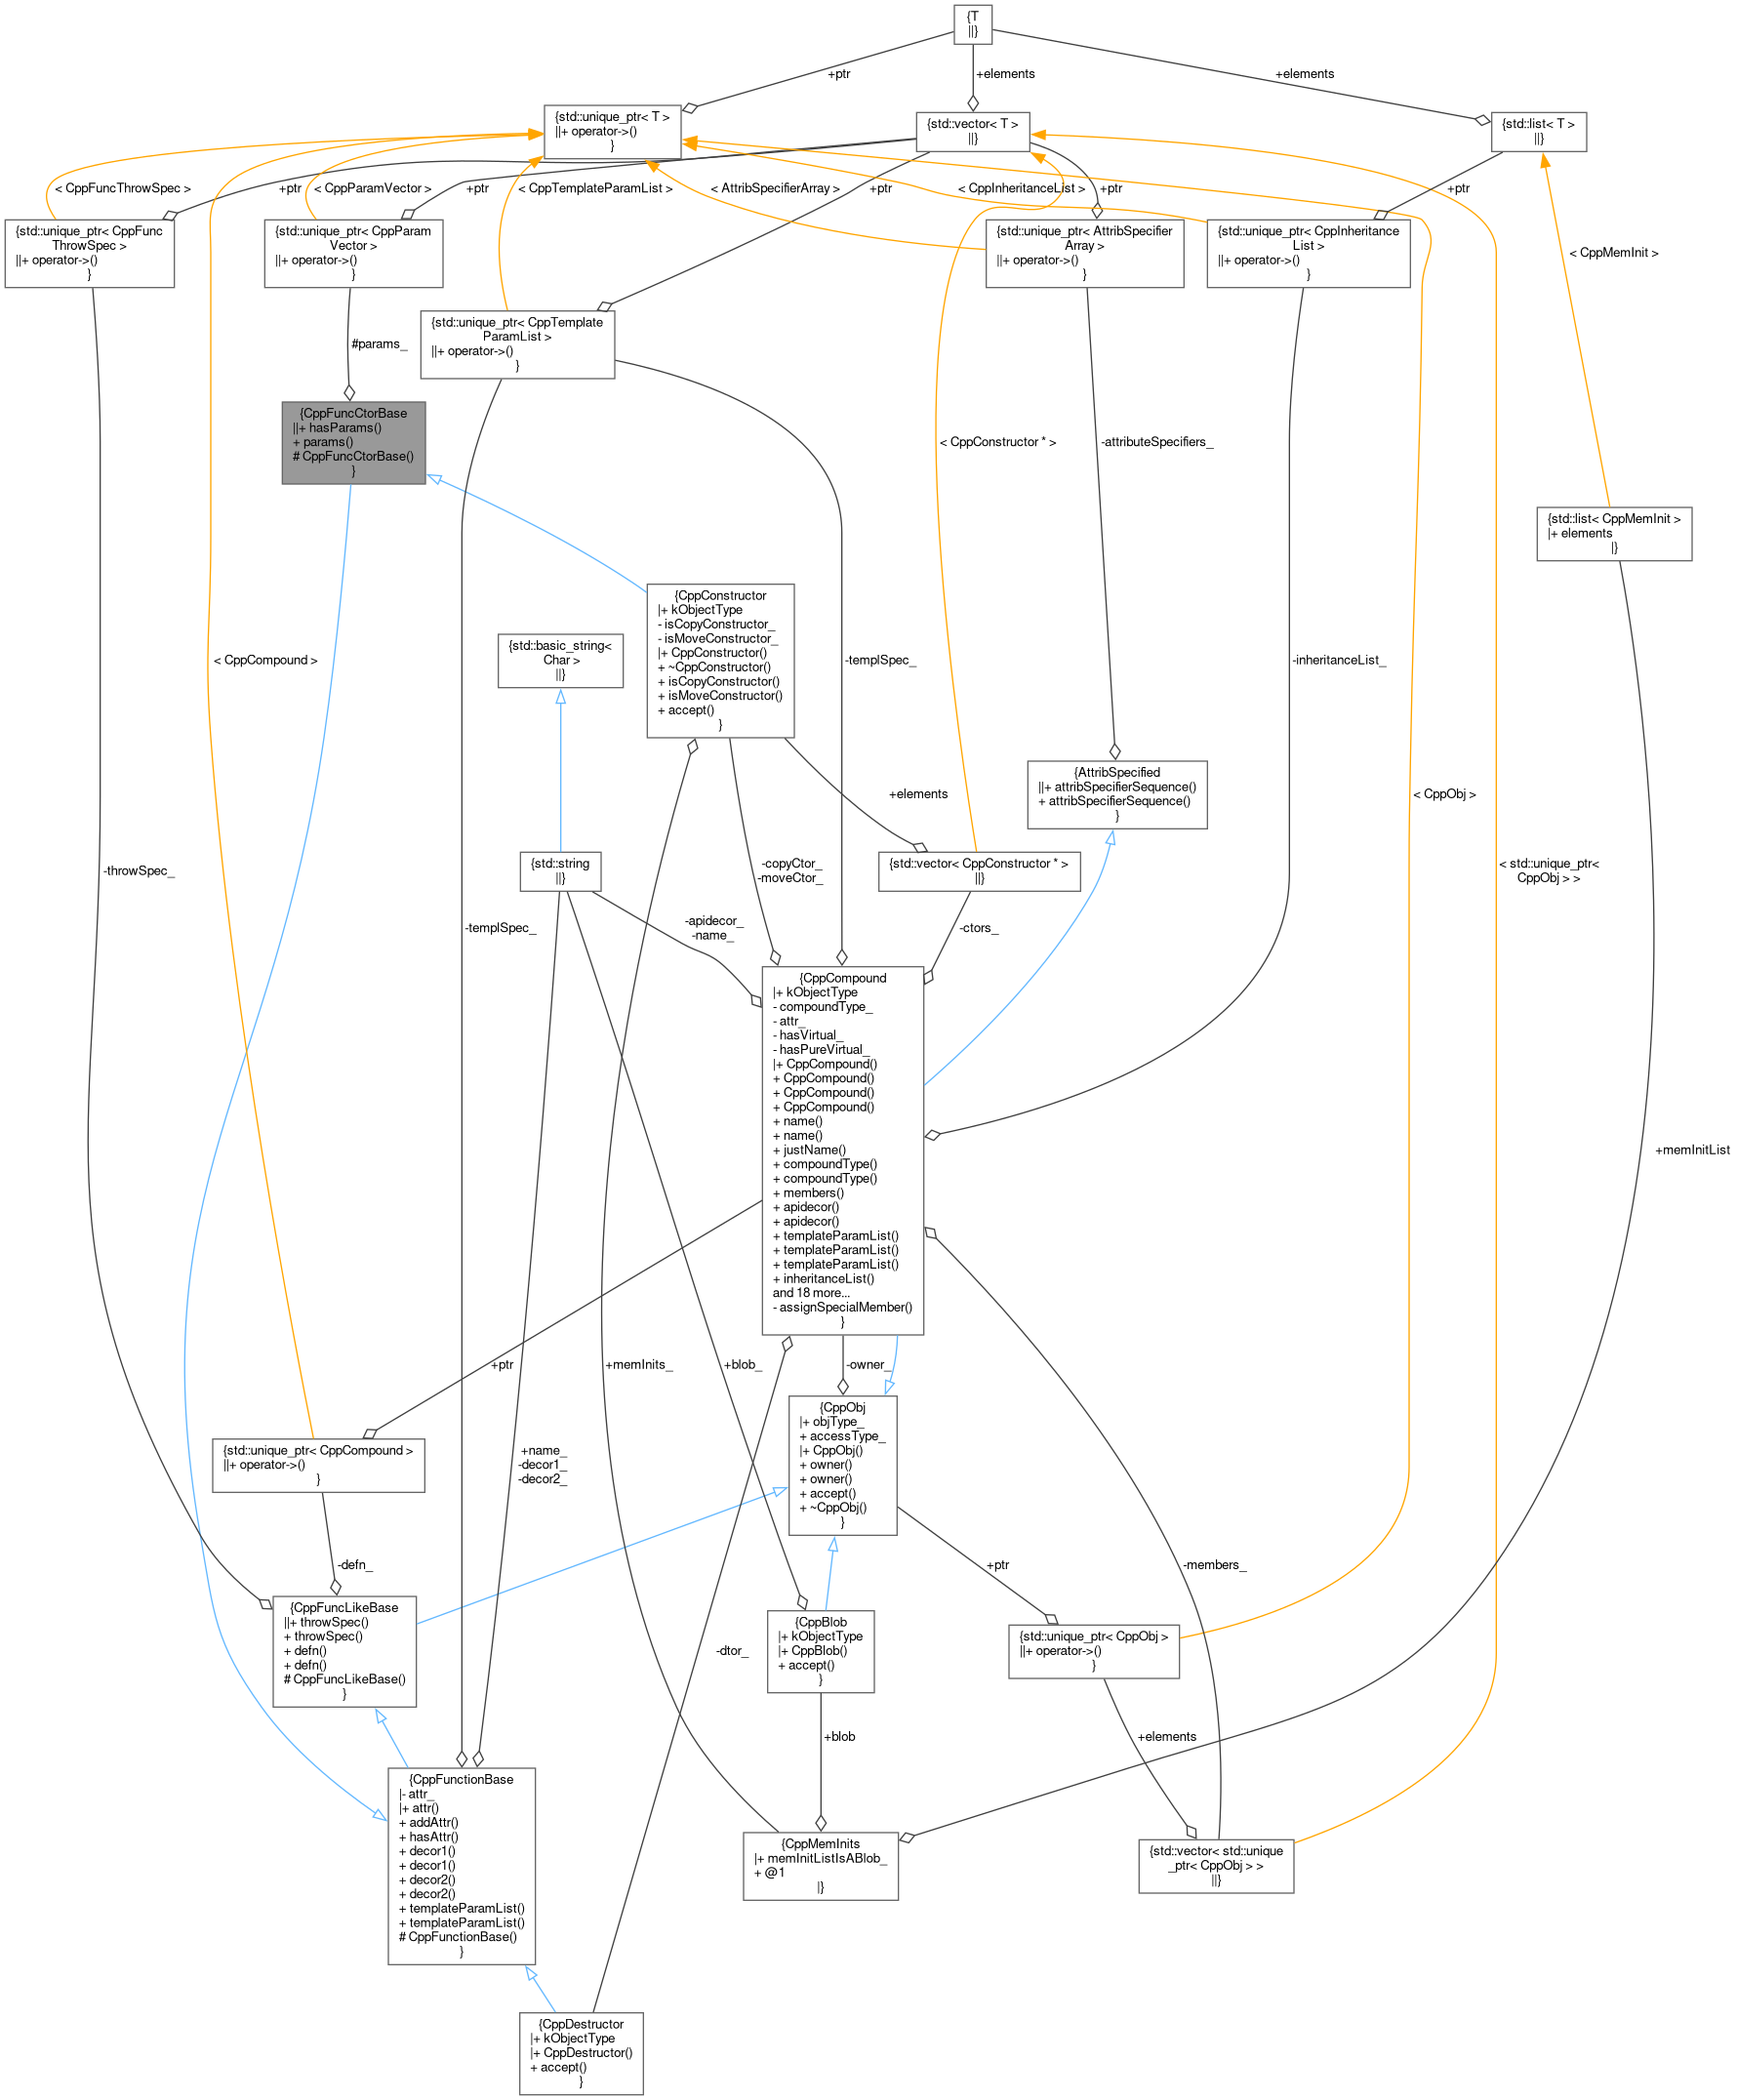 {T
||}
+ptr
+elements
+elements
{std::unique_ptr< T >
||+ operator->()
}
{std::vector< T >
||}
{std::list< T >
||}
< CppFuncThrowSpec >
+ptr
< CppParamVector >
+ptr
< CppTemplateParamList >
+ptr
< AttribSpecifierArray >
+ptr
< CppInheritanceList >
+ptr
{std::unique_ptr< CppFunc
ThrowSpec >
||+ operator->()
}
{std::unique_ptr< CppParam
Vector >
||+ operator->()
}
{std::unique_ptr< AttribSpecifier
Array >
||+ operator->()
}
{std::unique_ptr< CppInheritance
List >
||+ operator->()
}
< CppMemInit >
{std::unique_ptr< CppTemplate
ParamList >
||+ operator->()
}
#params_
{CppFuncCtorBase
||+ hasParams()
+ params()
# CppFuncCtorBase()
}
< CppConstructor * >
-attributeSpecifiers_
{std::list< CppMemInit >
|+ elements
|}
{CppConstructor
|+ kObjectType
- isCopyConstructor_
- isMoveConstructor_
|+ CppConstructor()
+ ~CppConstructor()
+ isCopyConstructor()
+ isMoveConstructor()
+ accept()
}
{std::basic_string<
Char >
||}
< CppCompound >
-templSpec_
-inheritanceList_
{AttribSpecified
||+ attribSpecifierSequence()
+ attribSpecifierSequence()
}
+elements
< CppObj >
-throwSpec_
{std::string
||}
-copyCtor_
-moveCtor_
{std::vector< CppConstructor * >
||}
< std::unique_ptr<
CppObj > >
-templSpec_
-apidecor_
-name_
-ctors_
{CppCompound
|+ kObjectType
- compoundType_
- attr_
- hasVirtual_
- hasPureVirtual_
|+ CppCompound()
+ CppCompound()
+ CppCompound()
+ CppCompound()
+ name()
+ name()
+ justName()
+ compoundType()
+ compoundType()
+ members()
+ apidecor()
+ apidecor()
+ templateParamList()
+ templateParamList()
+ templateParamList()
+ inheritanceList()
and 18 more...
- assignSpecialMember()
}
+memInitList
+ptr
+memInits_
+blob_
-owner_
{std::unique_ptr< CppCompound >
||+ operator->()
}
+name_
-decor1_
-decor2_
{CppObj
|+ objType_
+ accessType_
|+ CppObj()
+ owner()
+ owner()
+ accept()
+ ~CppObj()
}
-defn_
+ptr
-members_
{CppFuncLikeBase
||+ throwSpec()
+ throwSpec()
+ defn()
+ defn()
# CppFuncLikeBase()
}
-dtor_
{CppBlob
|+ kObjectType
|+ CppBlob()
+ accept()
}
{std::unique_ptr< CppObj >
||+ operator->()
}
+blob
+elements
{CppFunctionBase
|- attr_
|+ attr()
+ addAttr()
+ hasAttr()
+ decor1()
+ decor1()
+ decor2()
+ decor2()
+ templateParamList()
+ templateParamList()
# CppFunctionBase()
}
{CppMemInits
|+ memInitListIsABlob_
+ @1
|}
{std::vector< std::unique
_ptr< CppObj > >
||}
{CppDestructor
|+ kObjectType
|+ CppDestructor()
+ accept()
}